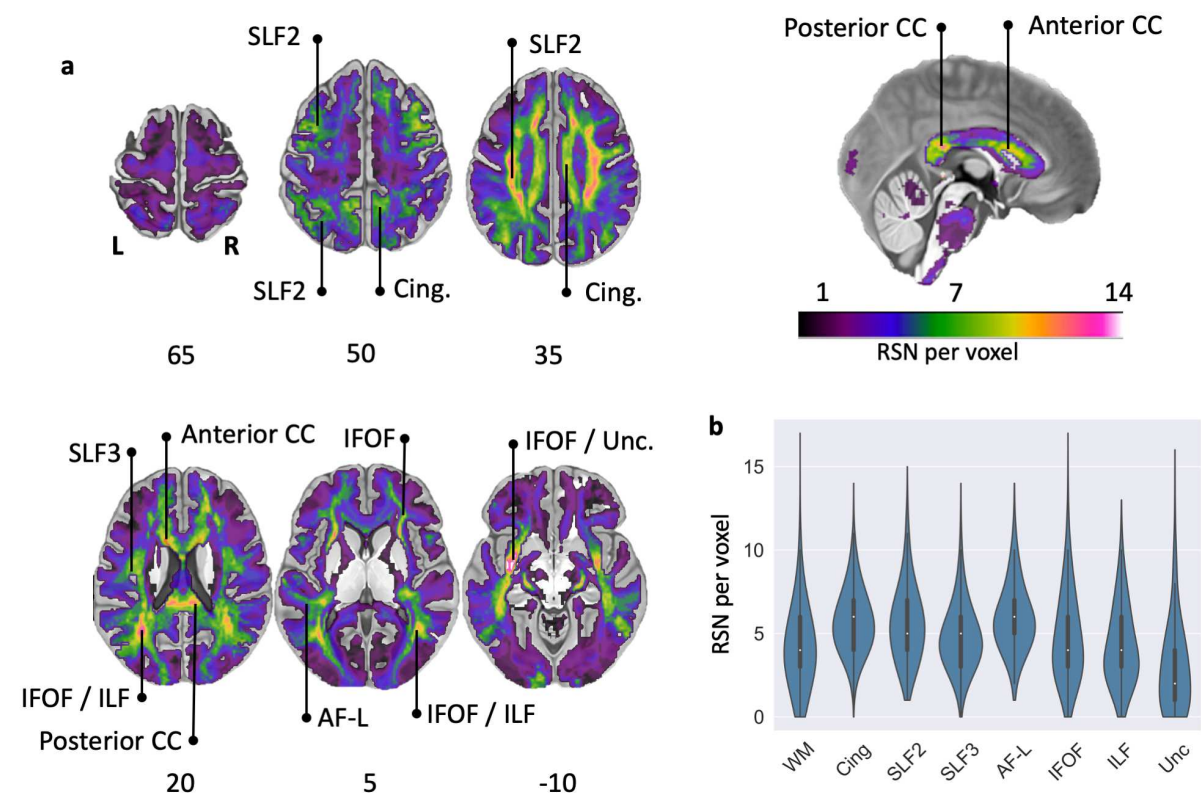 a
SLF2
SLF2
L
R
SLF2
Cing.
Cing.
65
50
35
Posterior CC
Anterior CC
1
7
14
RSN per voxel
SLF3
Anterior CC
IFOF
IFOF / Unc.
IFOF / ILF
Posterior CC
AF-L
IFOF / ILF
20
5
-10
b
RSN per voxel
15
10
5
0
WM
Cing
SLF2
SLF3
AF-L
IFOF
ILF
Unc